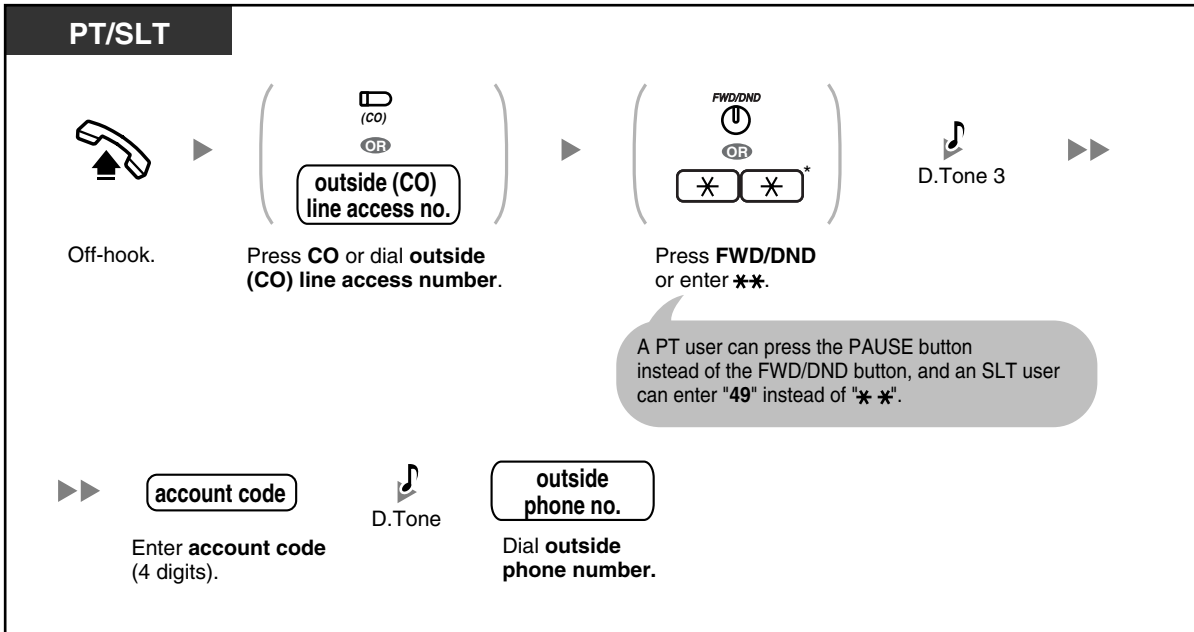 PT/SLT
(CO)
OR
outside (CO)
line access no.
FWD/DND
OR
* * *
D.Tone 3
Off-hook.
Press CO or dial outside
(CO) line access number.
Press FWD/DND
or enter **.
A PT user can press the PAUSE button
instead of the FWD/DND button, and an SLT user
can enter "49" instead of "* *".
account code
D.Tone
outside
phone no.
Enter account code
(4 digits).
Dial outside
phone number.